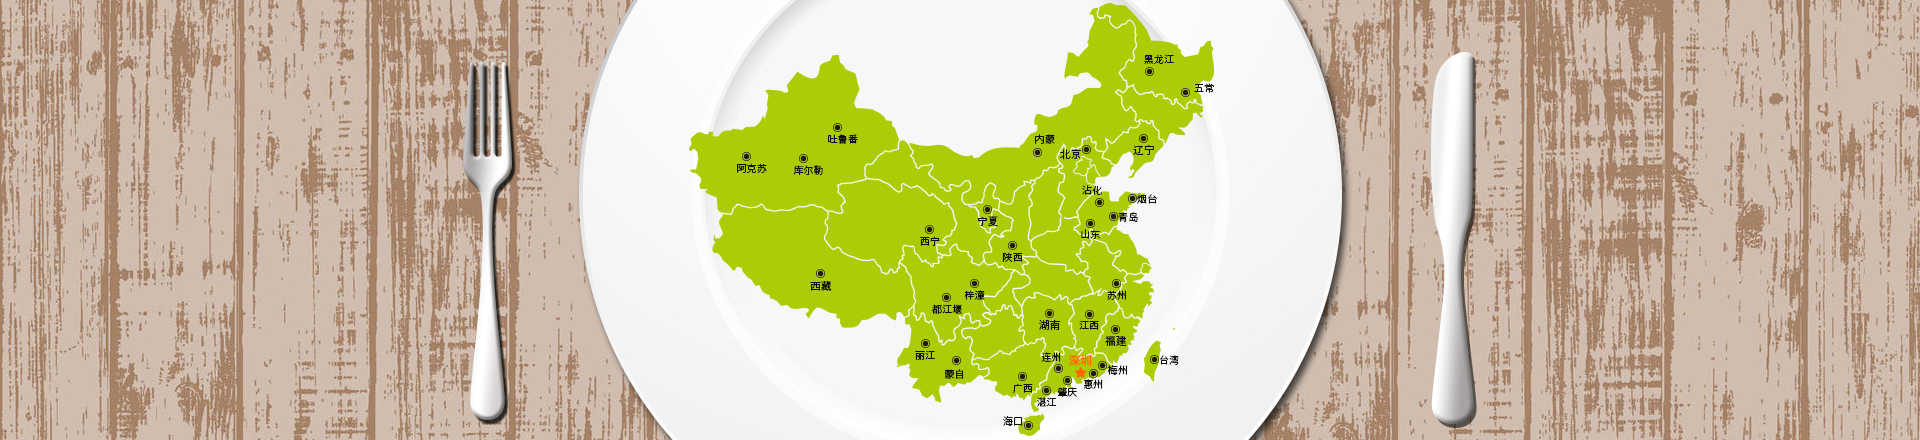 黑龙江
五常
吐鲁番
内蒙
北京
辽宁
阿克苏
库尔勒
沾化
烟台
青岛
宁夏
山东
西宁
陕西
西藏
梓潼
苏州
都江堰
湖南
江西
福建
丽江
连州
深圳
台湾
蒙自
梅州
广西
惠州
肇庆
湛江
海口